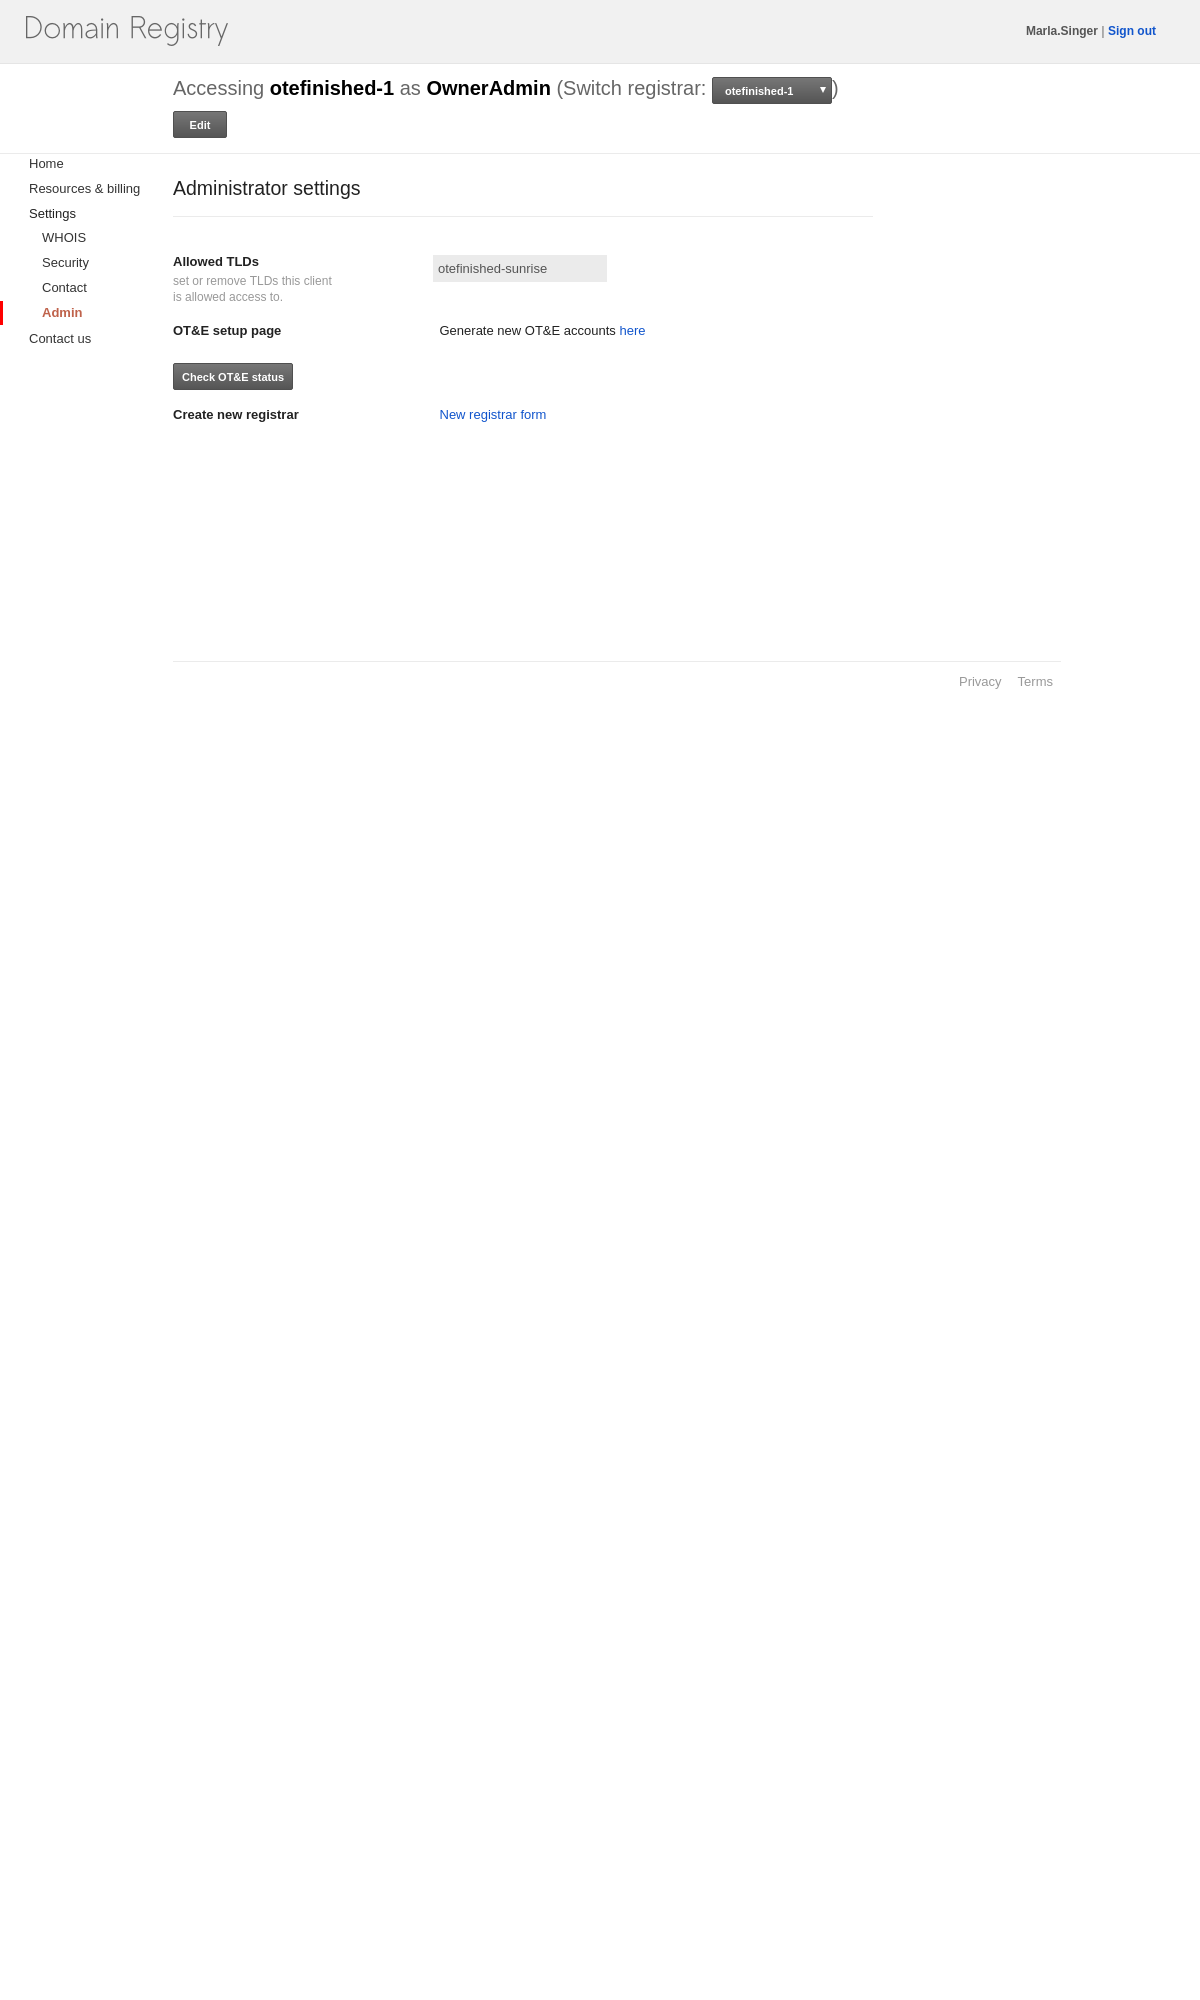 Domain Registry
Marla.Singer | Sign out
Accessing otefinished-1 as OwnerAdmin (Switch registrar: otefinished-1 ▼)
Edit
Home
Resources & billing
Settings
WHOIS
Security
Contact
Admin
Contact us
Administrator settings
Allowed TLDs
set or remove TLDs this client
is allowed access to.
otefinished-sunrise
OT&E setup page
Generate new OT&E accounts here
Check OT&E status
Create new registrar
New registrar form
Privacy Terms